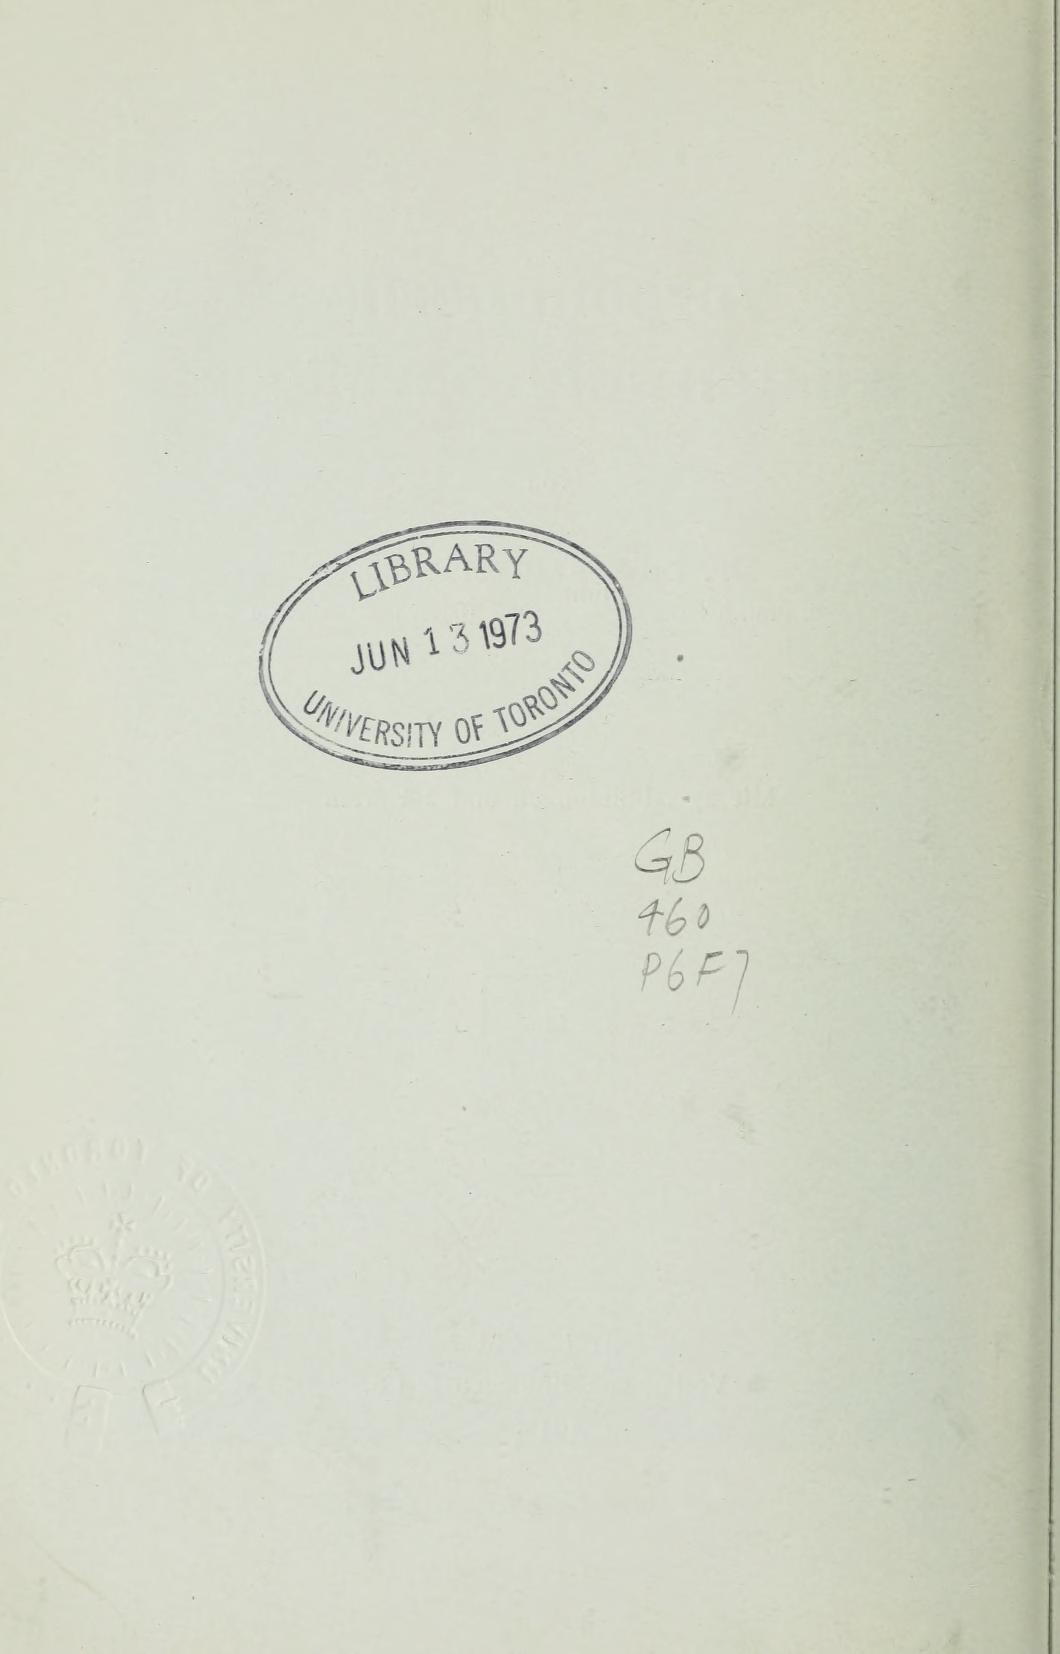 LIBRARY
JUN 13 1973
UNIVERSITY OF TORONTO
GB
460
P6F7